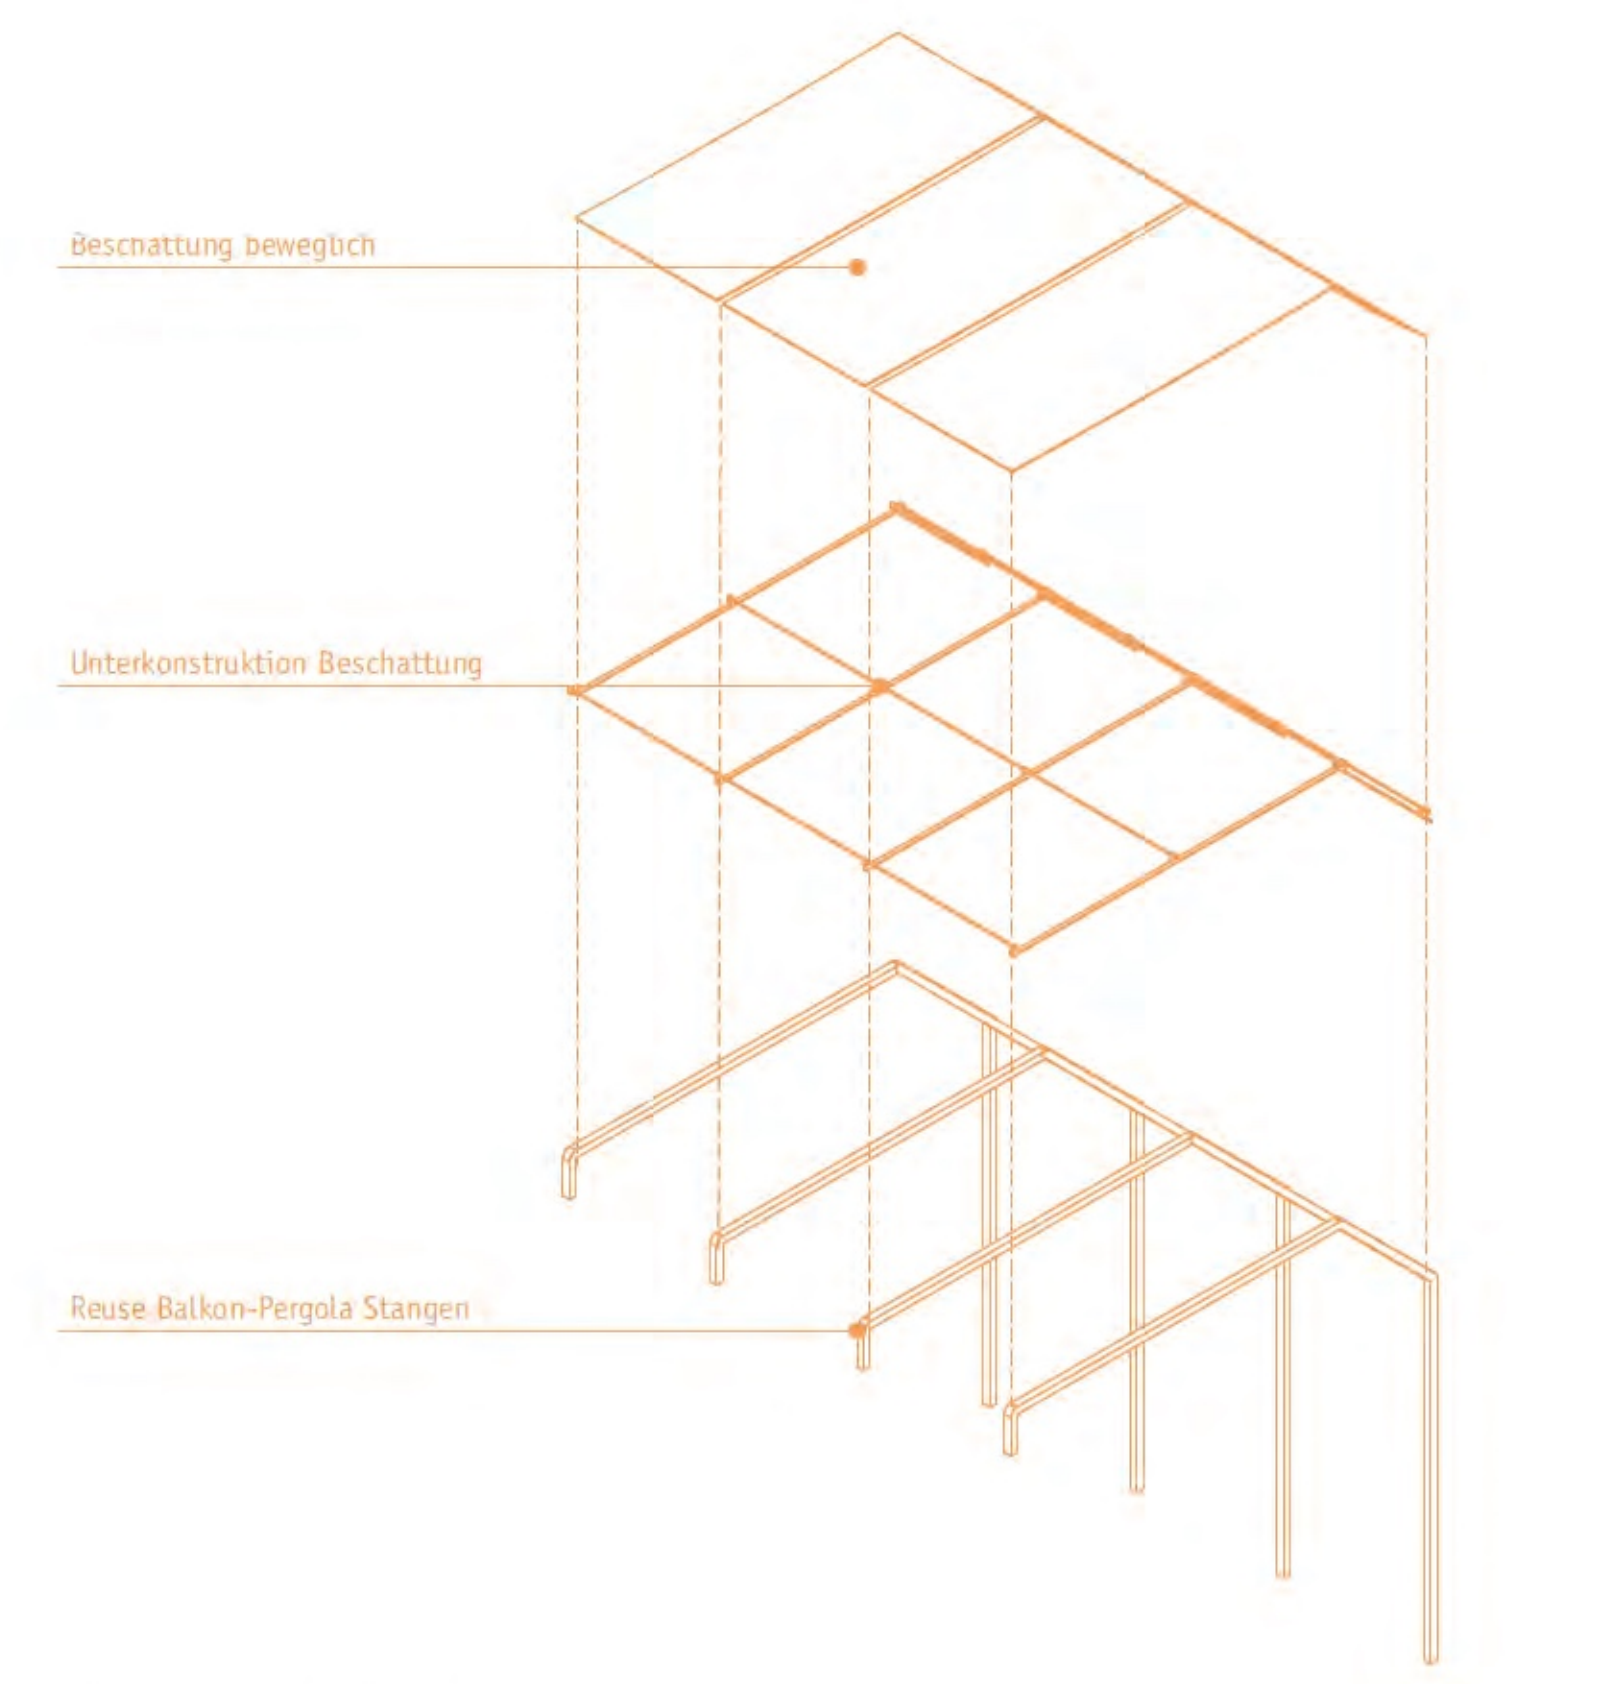 Beschattung beweglich
Unterkonstruktion Beschattung
Reuse Balkon-Pergola Stangen